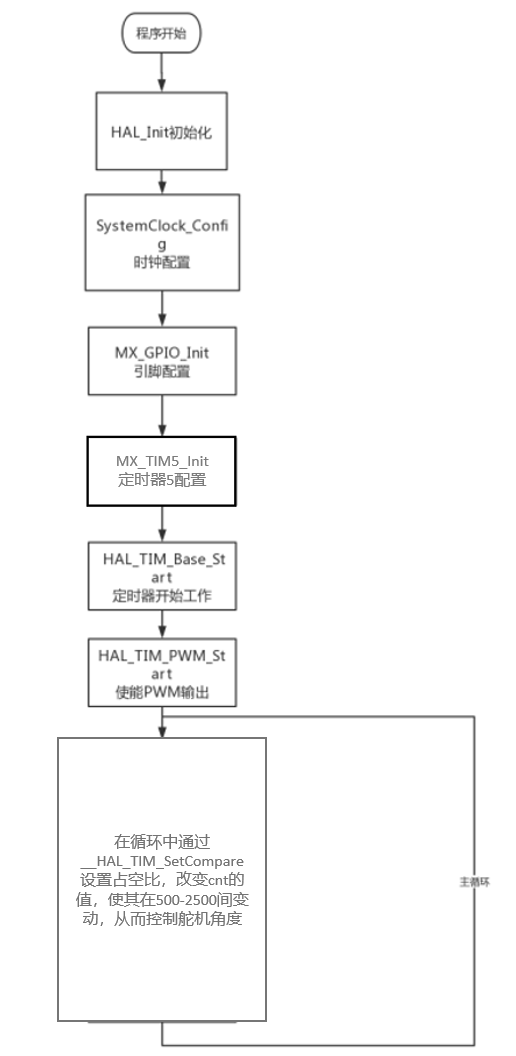 程序开始
HAL_Init初始化
SystemClock_Confi
g
时钟配置
MX_GPIO_Init
引脚配置
MX_TIM5_Init
定时器5配置
HAL_TIM_Base_St
art
定时器开始工作
HAL_TIM_PWM_St
art
使能PWM输出
在循环中通过
__HAL_TIM_SetCompare
设置占空比，改变cnt的
值，使其在500-2500间变
动，从而控制舵机角度
主循环